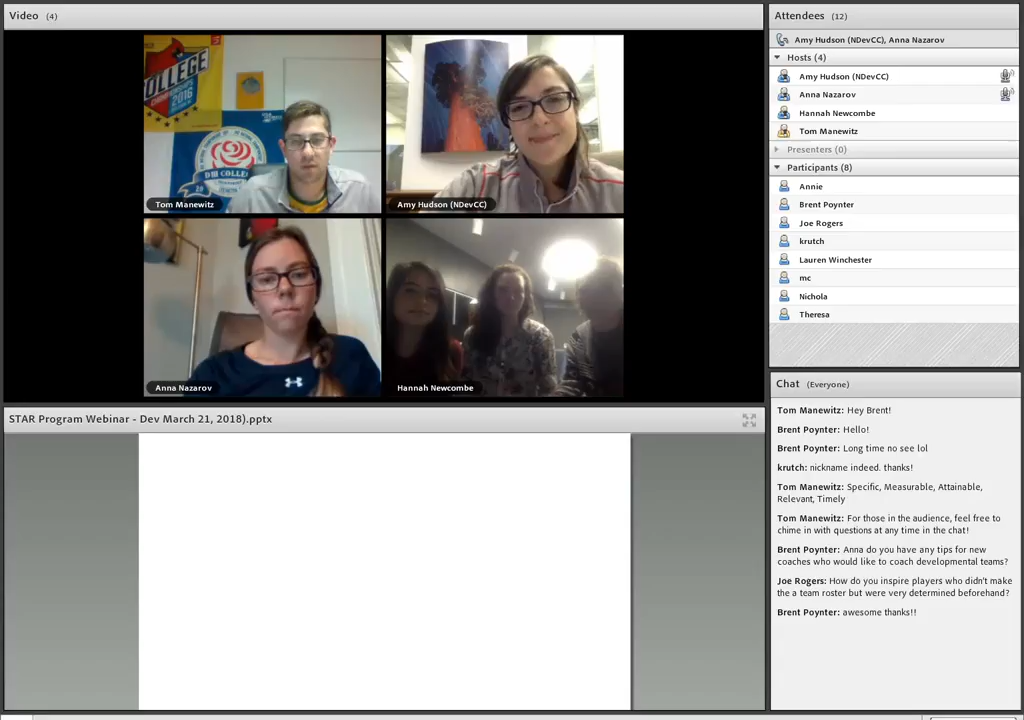 Video (4)
OLLEGE
2016
DIII COLLEGE
Tom Manewitz
Amy Hudson (NDevCC)
Anna Nazarov
Hannah Newcombe
STAR Program Webinar - Dev March 21, 2018).pptx
Attendees (12)
Amy Hudson (NDevCC), Anna Nazarov
Hosts (4)
Amy Hudson (NDevCC)
Anna Nazarov
Hannah Newcombe
Tom Manewitz
Presenters (0)
Participants (8)
Annie
Brent Poynter
Joe Rogers
krutch
Lauren Winchester
mc
Nichola
Theresa
Chat (Everyone)
Tom Manewitz: Hey Brent!
Brent Poynter: Hello!
Brent Poynter: Long time no see lol
krutch: nickname indeed. thanks!
Tom Manewitz: Specific, Measurable, Attainable,
Relevant, Timely
Tom Manewitz: For those in the audience, feel free to
chime in with questions at any time in the chat!
Brent Poynter: Anna do you have any tips for new
coaches who would like to coach developmental teams?
Joe Rogers: How do you inspire players who didn't make
the a team roster but were very determined beforehand?
Brent Poynter: awesome thanks!!